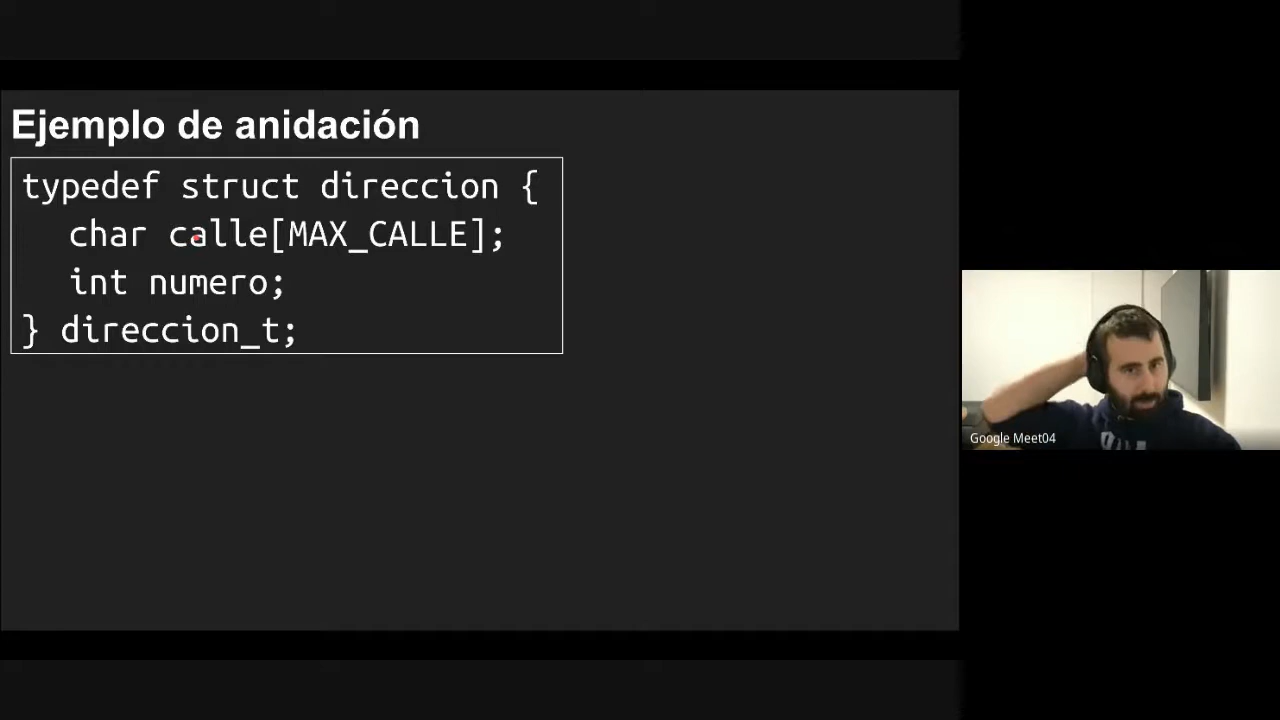 Ejemplo de anidación
typedef struct direccion {
char calle[MAX_CALLE];
int numero;
} direccion_t;
Google Meet04